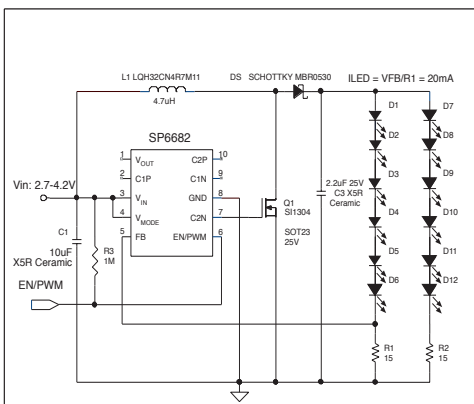 L1 LQH32CN4R7M11
4.7uH
DS SCHOTTKY MBR0530
ILED = VFB/R1 = 20mA
SP6682
1 VOUT C2P 10
2 C1P C1N 9
3 VIN GND 8
4 VMODE C2N 7
5 FB EN/PWM 6
Vin: 2.7-4.2V
C1
10uF
X5R Ceramic
R3
1M
EN/PWM
Q1
SI1304
SOT23
25V
2.2uF 25V
C3 X5R
Ceramic
D1
D2
D3
D4
D5
D6
R1
15
D7
D8
D9
D10
D11
D12
R2
15